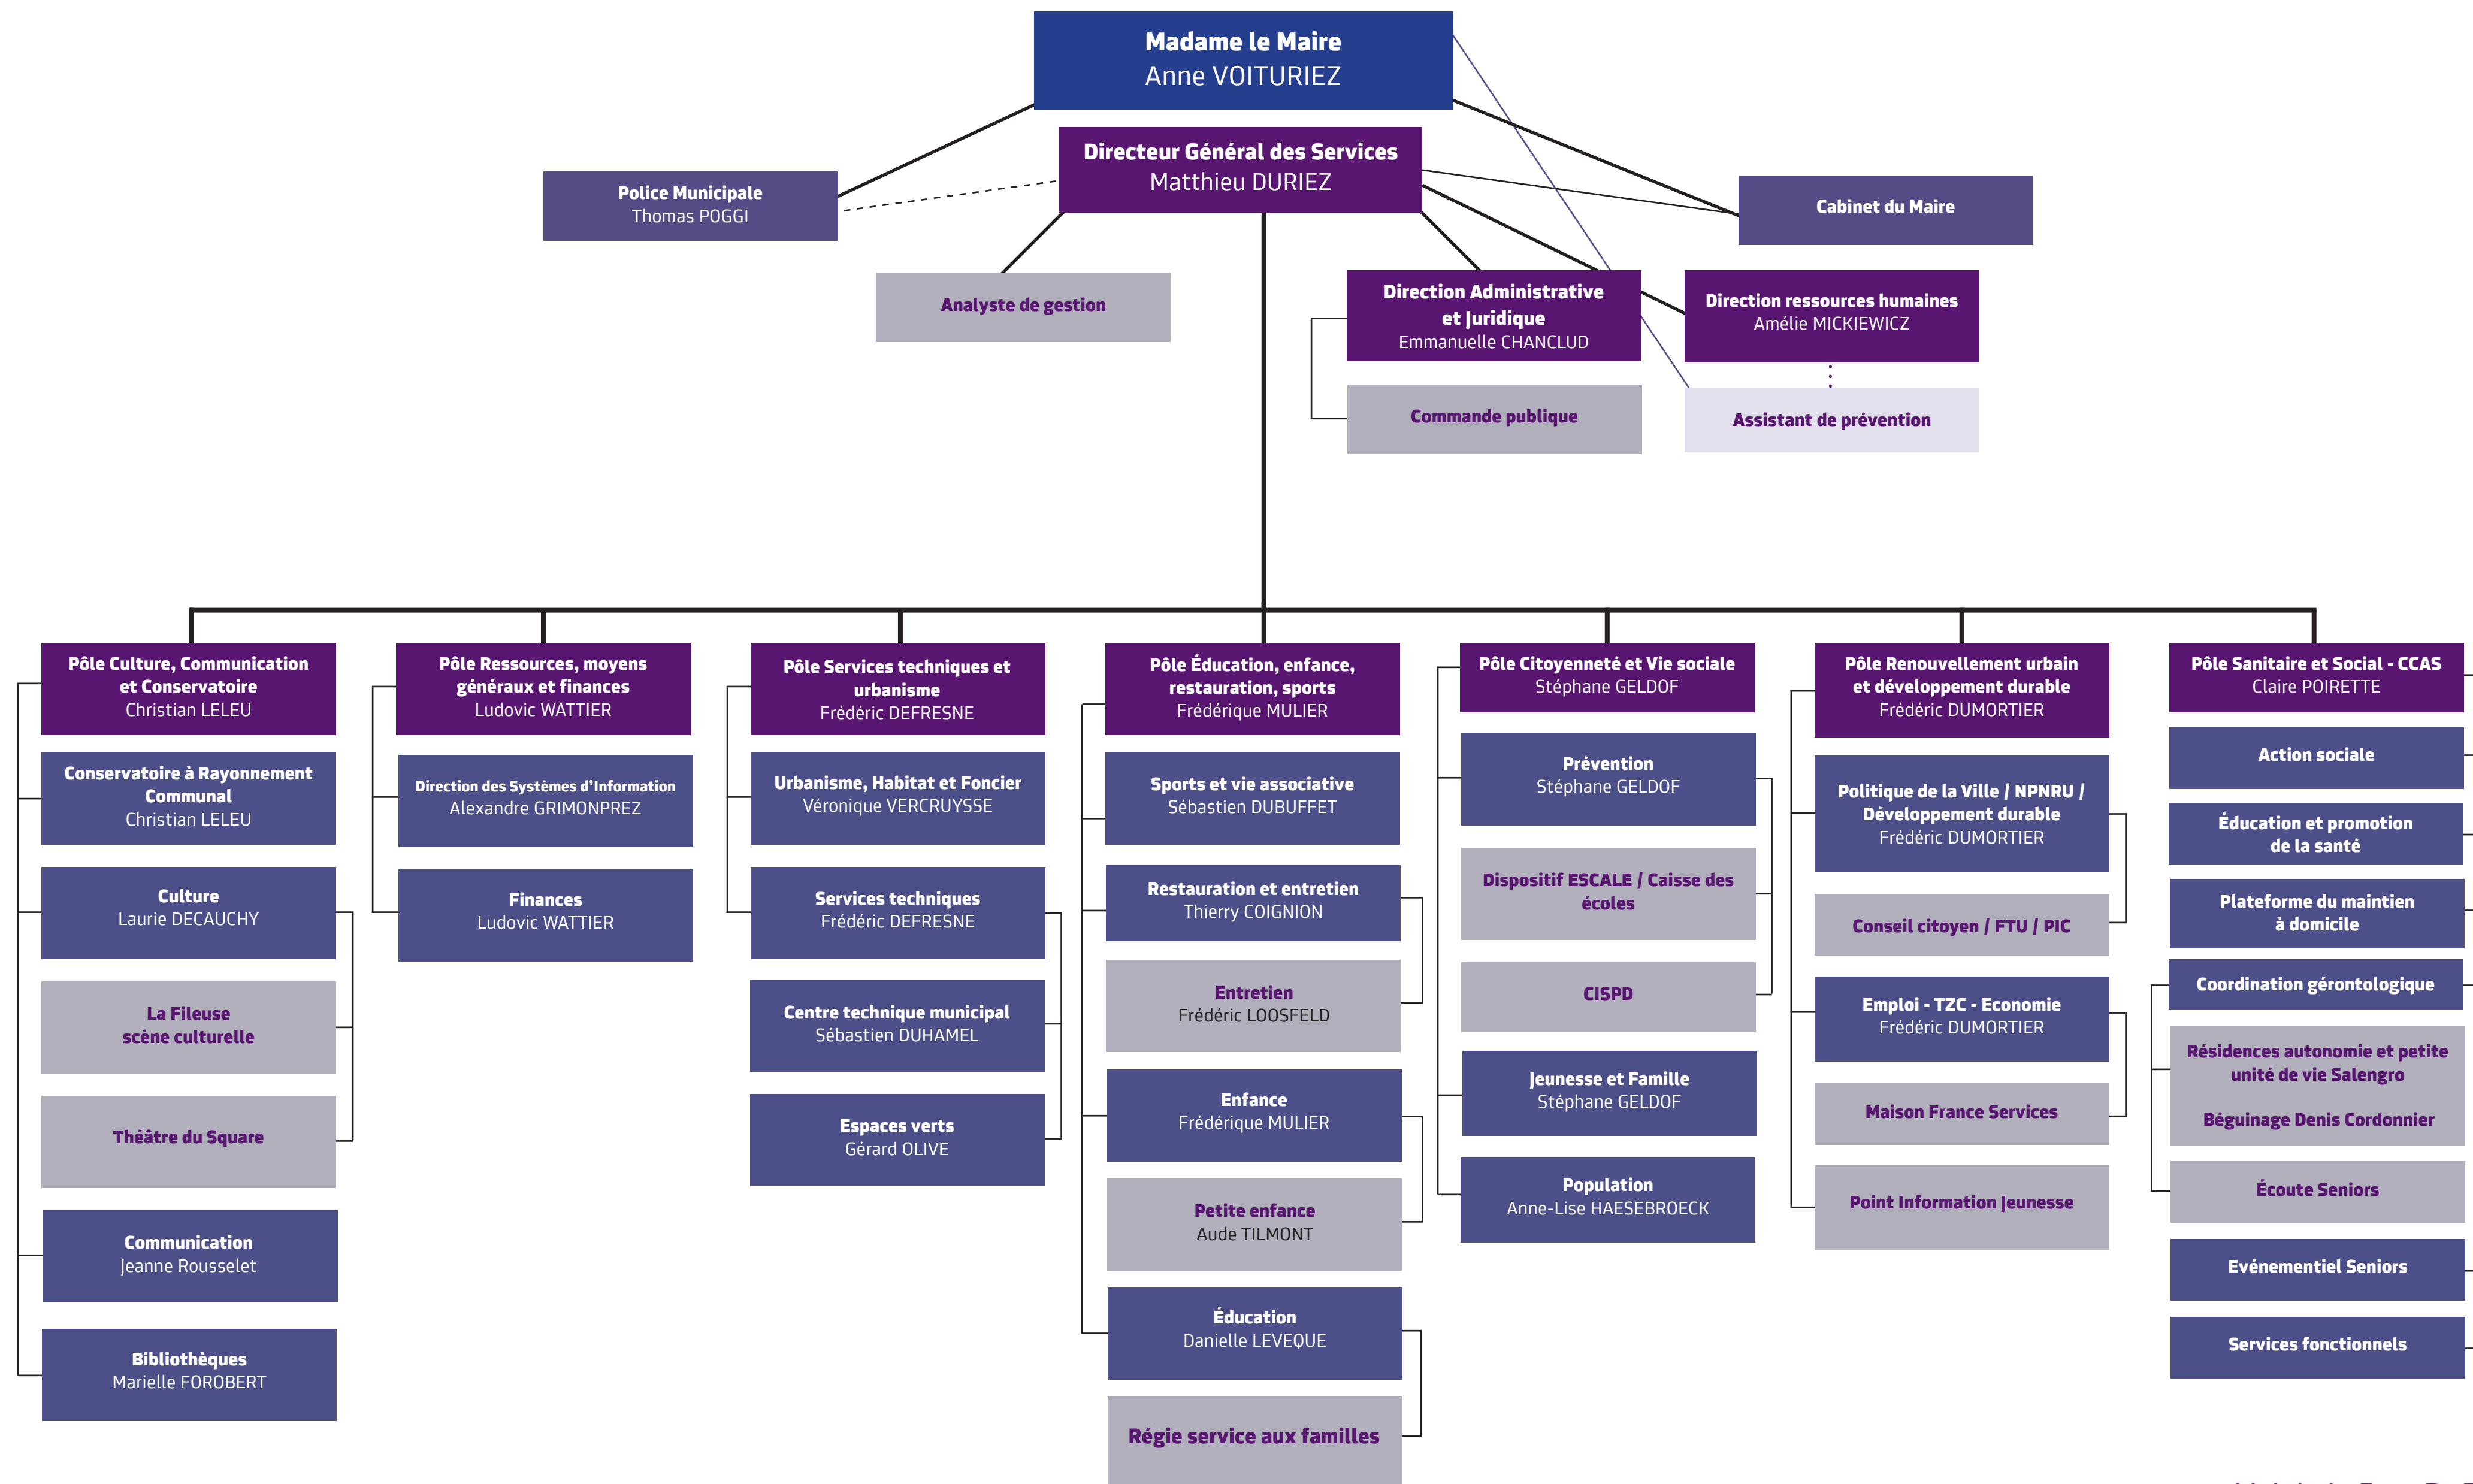 Madame le Maire
Anne VOITURIEZ
Directeur Général des Services
Matthieu DURIEZ
Police Municipale
Thomas POGGI
Cabinet du Maire
Analyste de gestion
Direction Administrative
et Juridique
Emmanuelle CHANCLUD
Direction ressources humaines
Amélie MICKIEWICZ
Commande publique
Assistant de prévention
Pôle Culture, Communication
et Conservatoire
Christian LELEU
Conservatoire à Rayonnement
Communal
Christian LELEU
Culture
Laurie DECAUCHY
La Fileuse
scène culturelle
Théâtre du Square
Communication
Jeanne Rousselet
Bibliothèques
Marielle FOROBERT
Pôle Ressources, moyens
généraux et finances
Ludovic WATTIER
Direction des Systèmes d’Information
Alexandre GRIMONPREZ
Finances
Ludovic WATTIER
Pôle Services techniques et
urbanisme
Frédéric DEFRESNE
Urbanisme, Habitat et Foncier
Véronique VERCRUYSSE
Services techniques
Frédéric DEFRESNE
Centre technique municipal
Sébastien DUHAMEL
Espaces verts
Gérard OLIVE
Pôle Éducation, enfance,
restauration, sports
Frédérique MULIER
Sports et vie associative
Sébastien DUBUFFET
Restauration et entretien
Thierry COIGNION
Entretien
Frédéric LOOSFELD
Enfance
Frédérique MULIER
Petite enfance
Aude TILMONT
Éducation
Danielle LEVEQUE
Régie service aux familles
Pôle Citoyenneté et Vie sociale
Stéphane GELDOF
Prévention
Stéphane GELDOF
Dispositif ESCALE / Caisse des
écoles
CISPD
Jeunesse et Famille
Stéphane GELDOF
Population
Anne-Lise HAESEBROECK
Pôle Renouvellement urbain
et développement durable
Frédéric DUMORTIER
Politique de la Ville / NPNRU /
Développement durable
Frédéric DUMORTIER
Conseil citoyen / FTU / PIC
Emploi - TZC - Economie
Frédéric DUMORTIER
Maison France Services
Point Information Jeunesse
Pôle Sanitaire et Social - CCAS
Claire POIRETTE
Action sociale
Éducation et promotion
de la santé
Plateforme du maintien
à domicile
Coordination gérontologique
Résidences autonomie et petite
unité de vie Salengro
Béguinage Denis Cordonnier
Écoute Seniors
Evénementiel Seniors
Services fonctionnels